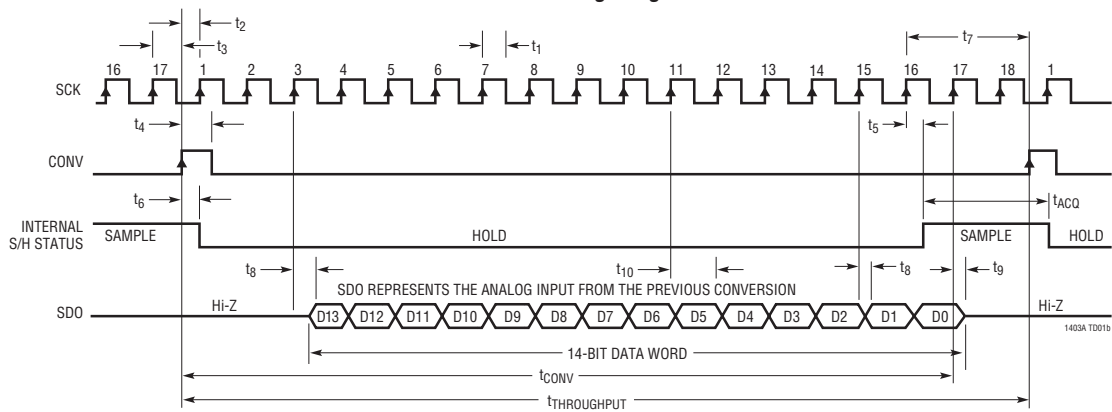 t2
t3
t1
t7
16 17 1 2 3 4 5 6 7 8 9 10 11 12 13 14 15 16 17 18 1
SCK
t4
t5
CONV
t6
tACQ
INTERNAL
S/H STATUS
SAMPLE HOLD SAMPLE HOLD
t8 t10 t8 t9
SDO REPRESENTS THE ANALOG INPUT FROM THE PREVIOUS CONVERSION
Hi-Z Hi-Z
SDO D13 D12 D11 D10 D9 D8 D7 D6 D5 D4 D3 D2 D1 D0
1403A TD01b
14-BIT DATA WORD
tCONV
tTHROUGHPUT